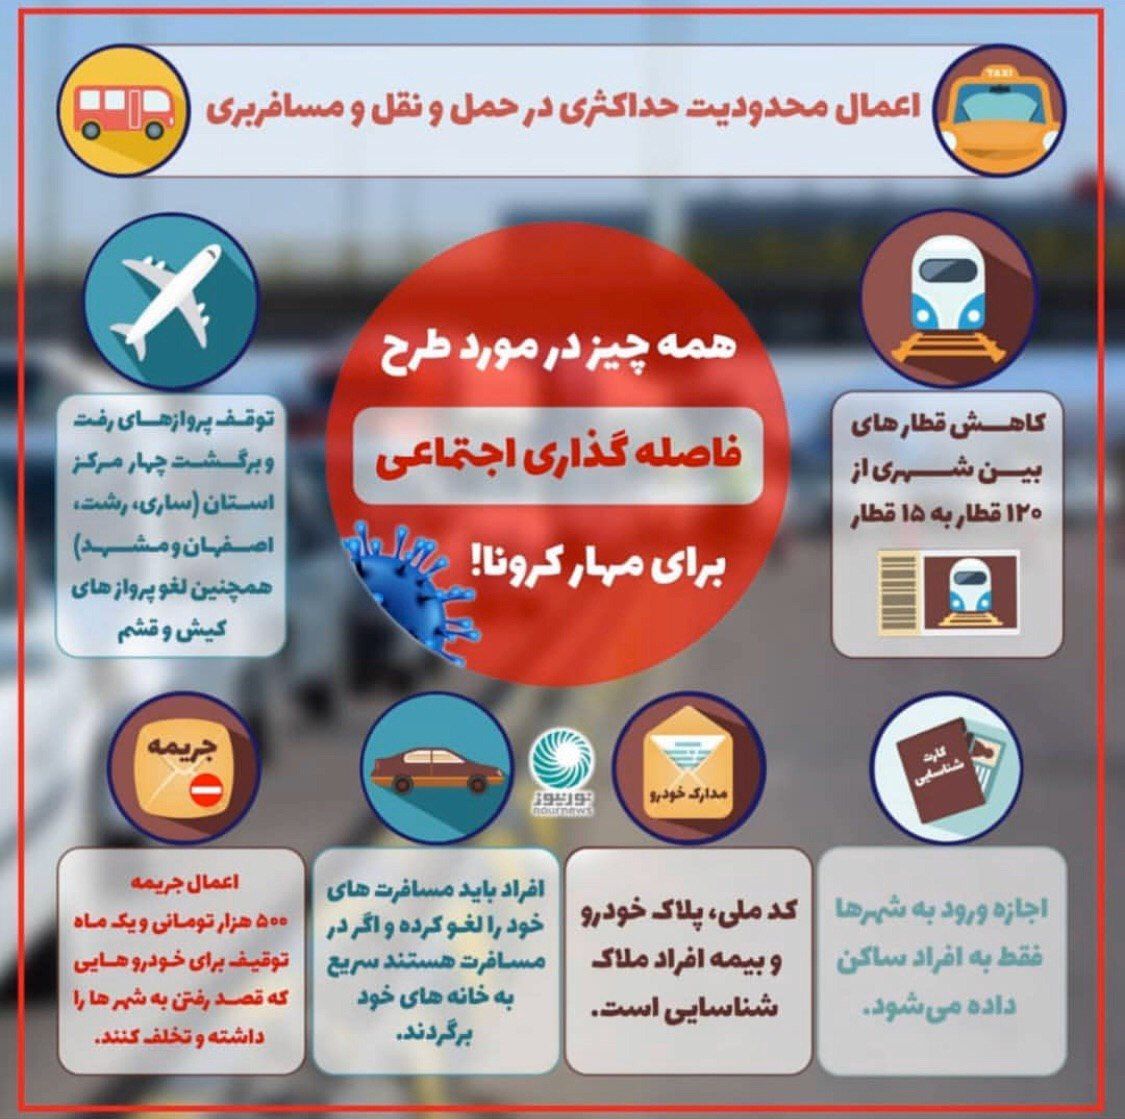 اعمال محدودیت حداکثری در حمل و نقل و مسافربری
TAXI
همه چیز در مورد طرح
فاصله گذاری اجتماعی
برای مهار کرونا!
کاهش قطار های
بین شهری از
۱۲۰ قطار به ۱۵ قطار
توقف پروازهای رفت
و برگشت چهار مرکز
استان (ساری، رشت،
اصفهان و مشهد)
همچنین لغو پرواز های
کیش و قشم
کارت
شناسایی
اجازه ورود به شهرها
فقط به افراد ساکن
داده می‌شود.
مدارک خودرو
کد ملی، پلاک خودرو
و بیمه افراد ملاک
شناسایی است.
نورنیوز
nournews
افراد باید مسافرت های
خود را لغو کرده و اگر در
مسافرت هستند سریع
به خانه های خود
برگردند.
جریمه
اعمال جریمه
۵۰۰ هزار تومانی و یک ماه
توقیف برای خودرو هایی
که قصد رفتن به شهر ها را
داشته و تخلف کنند.